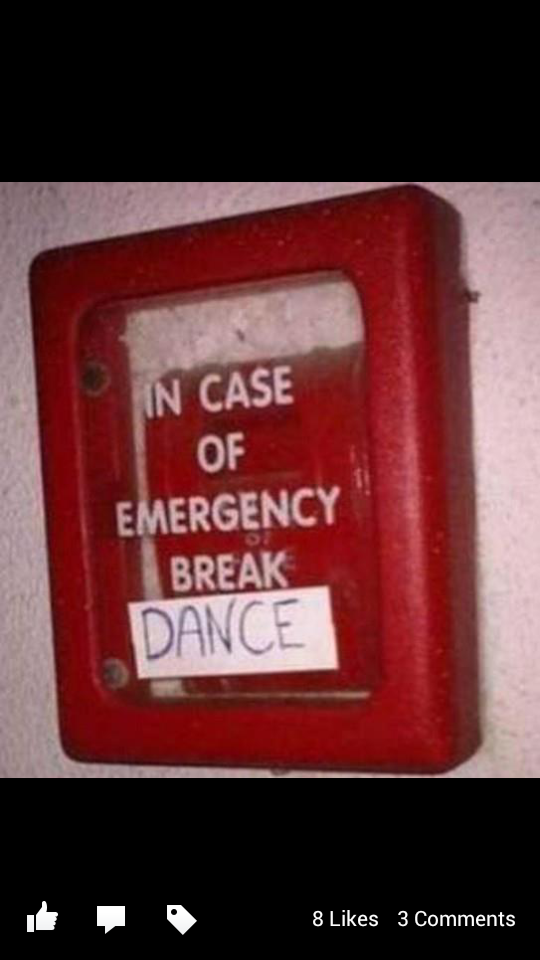 IN CASE
OF
EMERGENCY
BREAK
DANCE
8 Likes 3 Comments